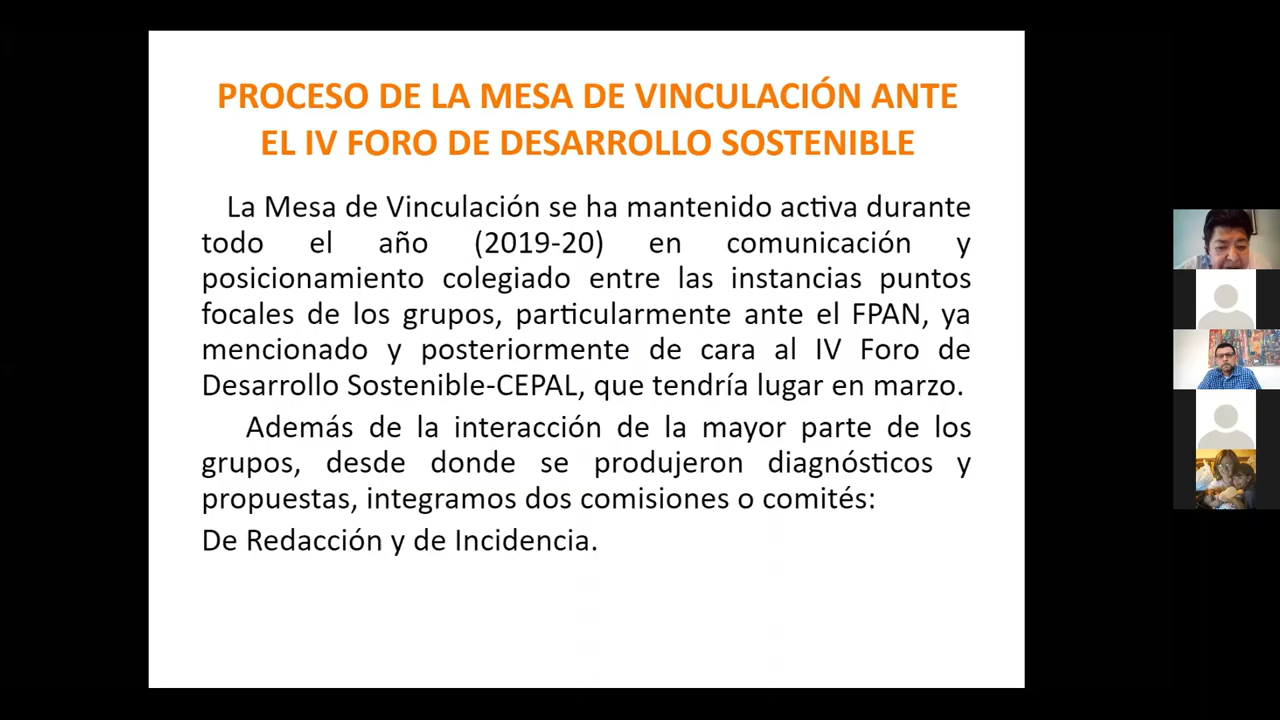 PROCESO DE LA MESA DE VINCULACIÓN ANTE
EL IV FORO DE DESARROLLO SOSTENIBLE
La Mesa de Vinculación se ha mantenido activa durante
todo el año (2019-20) en comunicación y
posicionamiento colegiado entre las instancias puntos
focales de los grupos, particularmente ante el FPAN, ya
mencionado y posteriormente de cara al IV Foro de
Desarrollo Sostenible-CEPAL, que tendría lugar en marzo.
Además de la interacción de la mayor parte de los
grupos, desde donde se produjeron diagnósticos y
propuestas, integramos dos comisiones o comités:
De Redacción y de Incidencia.